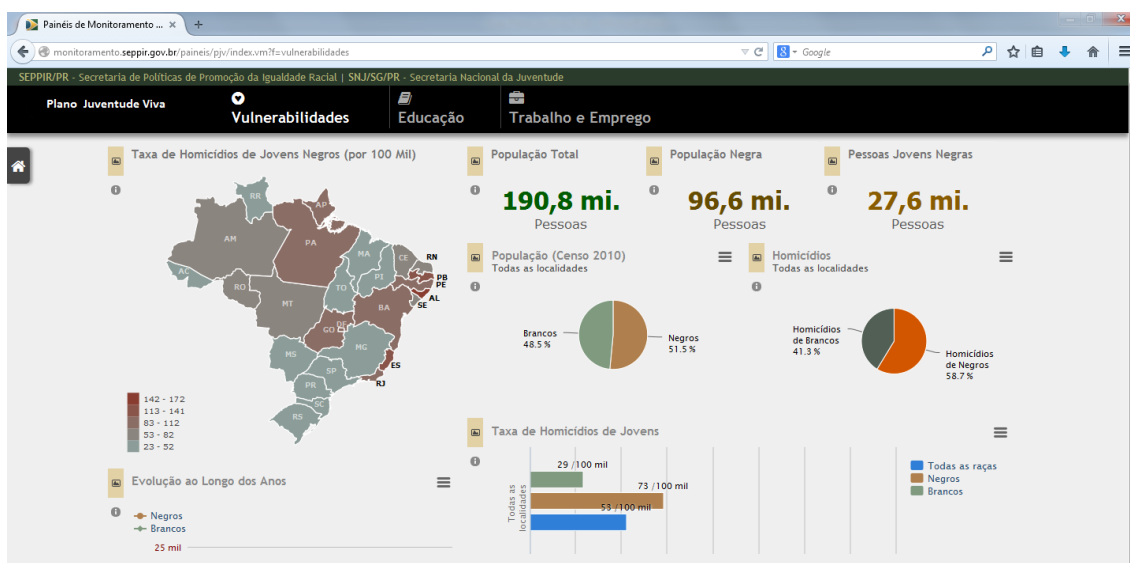 Painéis de Monitoramento ...
monitoramento.seppir.gov.br/paineis/pjv/index.vm?f=vulnerabilidades
Google
SEPPIR/PR - Secretaria de Políticas de Promoção da Igualdade Racial | SNJ/SG/PR - Secretaria Nacional da Juventude
Plano Juventude Viva
Vulnerabilidades
Educação
Trabalho e Emprego
Taxa de Homicídios de Jovens Negros (por 100 Mil)
RR
AP
AM
PA
MA
CE
RN
PB
PE
AL
SE
PI
AC
RO
TO
BA
MT
DF
GO
MG
ES
MS
SP
RJ
PR
SC
RS
142 - 172
113 - 141
83 - 112
53 - 82
23 - 52
População Total
190,8 mi.
Pessoas
População Negra
96,6 mi.
Pessoas
Pessoas Jovens Negras
27,6 mi.
Pessoas
População (Censo 2010)
Todas as localidades
Brancos
48.5 %
Negros
51.5 %
Homicídios
Todas as localidades
Homicídios
de Brancos
41.3 %
Homicídios
de Negros
58.7 %
Taxa de Homicídios de Jovens
Todas as
localidades
29 /100 mil
73 /100 mil
53 /100 mil
Todas as raças
Negros
Brancos
Evolução ao Longo dos Anos
Negros
Brancos
25 mil